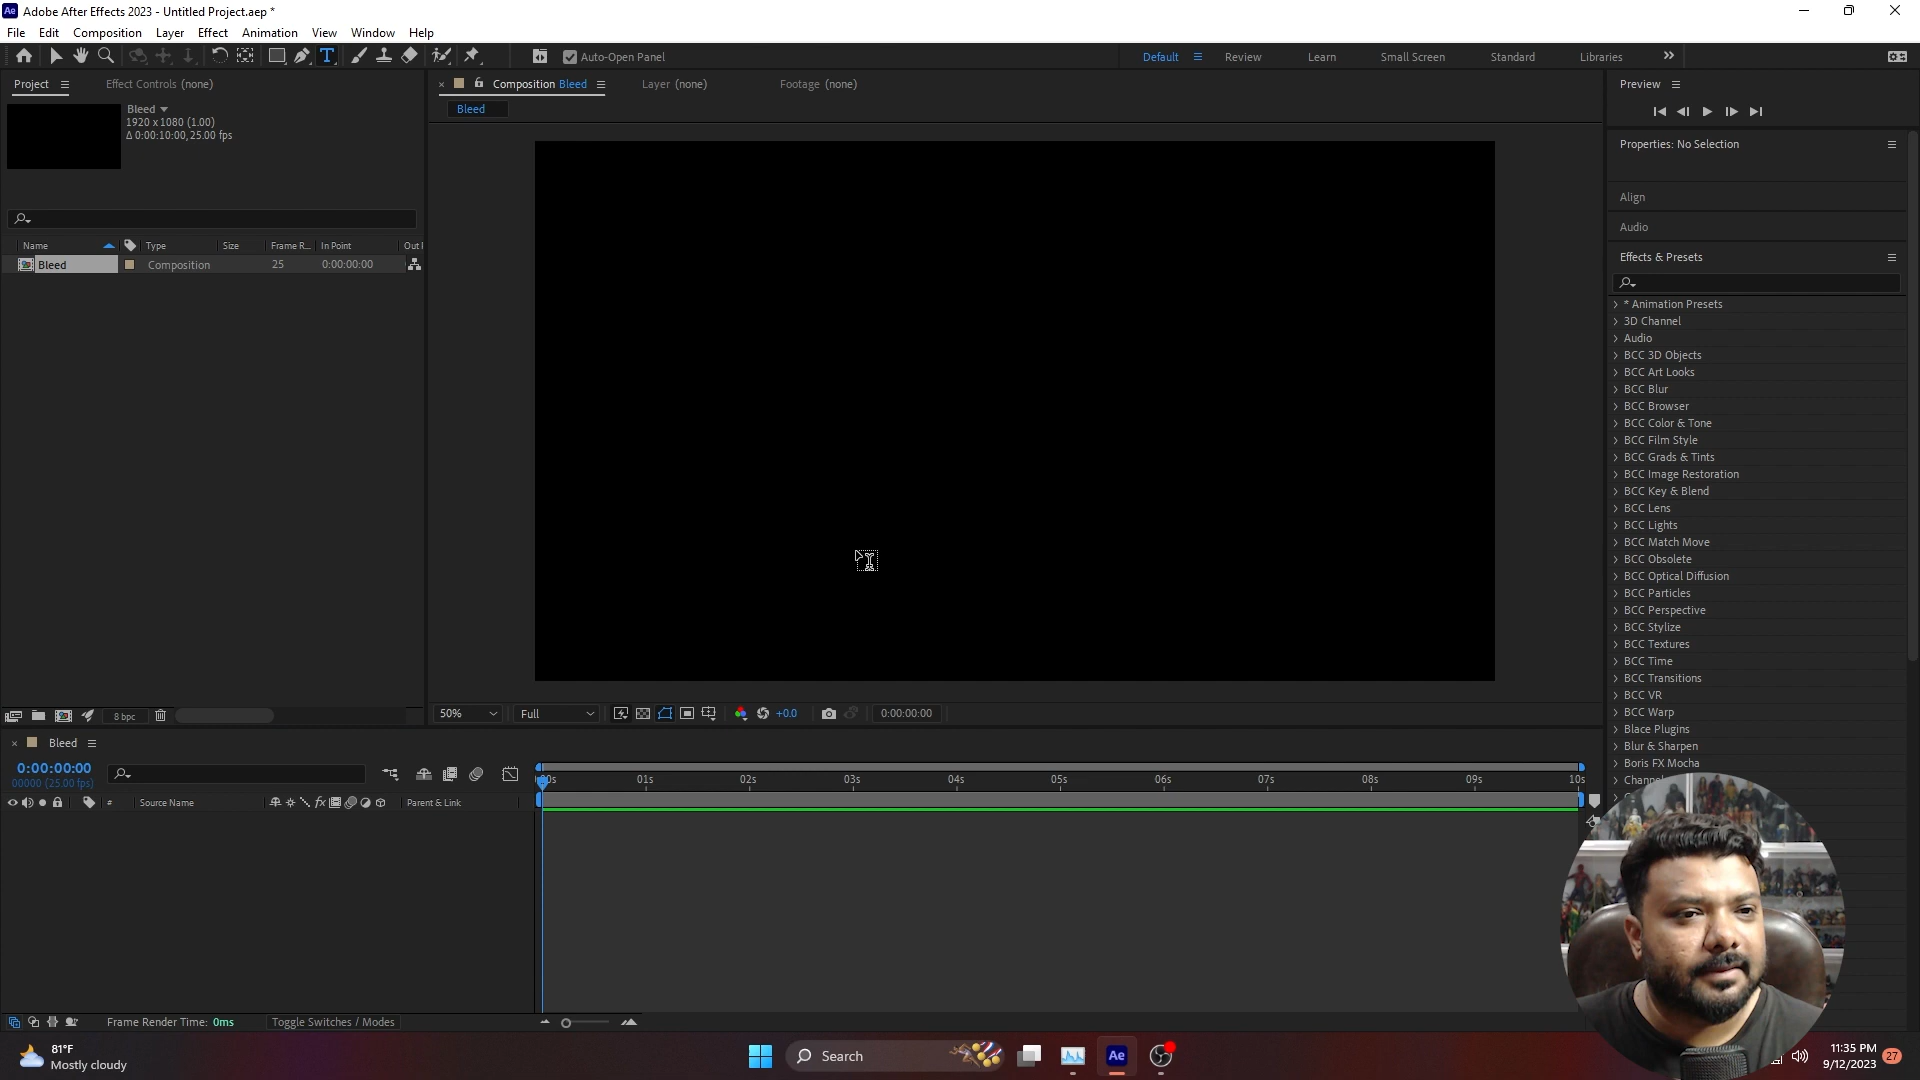 Ae Adobe After Effects 2023 - Untitled Project.aep *
File Edit Composition Layer Effect Animation View Window Help
Auto-Open Panel Default Review Learn Small Screen Standard Libraries
Project Effect Controls (none)
Bleed
1920 x 1080 (1.00)
Δ 0:00:10:00, 25.00 fps
Name Type Size Frame R... In Point Out
Bleed Composition 25 0:00:00:00
8 bpc
Composition Bleed Layer (none) Footage (none)
Bleed
50% Full +0.0 0:00:00:00
Preview
Properties: No Selection
Align
Audio
Effects & Presets
* Animation Presets
3D Channel
Audio
BCC 3D Objects
BCC Art Looks
BCC Blur
BCC Browser
BCC Color & Tone
BCC Film Style
BCC Grads & Tints
BCC Image Restoration
BCC Key & Blend
BCC Lens
BCC Lights
BCC Match Move
BCC Obsolete
BCC Optical Diffusion
BCC Particles
BCC Perspective
BCC Stylize
BCC Textures
BCC Time
BCC Transitions
BCC VR
BCC Warp
Blace Plugins
Blur & Sharpen
Boris FX Mocha
Bleed
0:00:00:00
00000 (25.00 fps)
# Source Name fx Parent & Link
00s 01s 02s 03s 04s 05s 06s 07s 08s 09s 10s
Frame Render Time: 0ms Toggle Switches / Modes
81°F
Mostly cloudy
Search
Ae
11:35 PM
9/12/2023
27